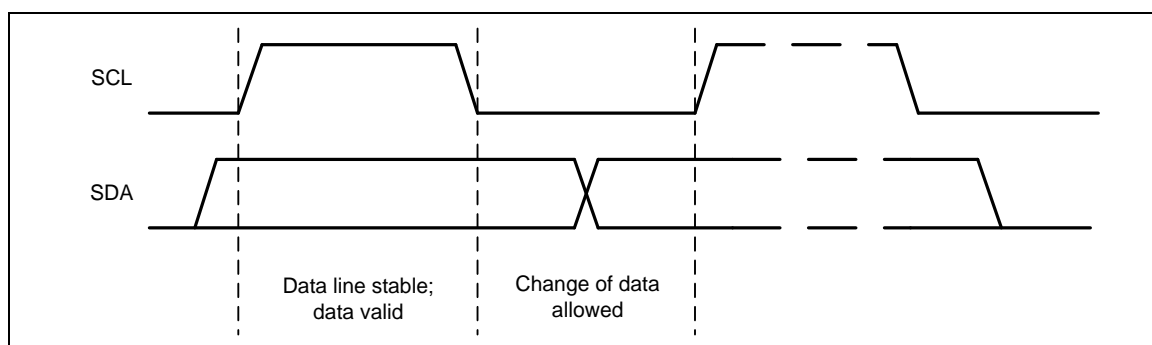 SCL
SDA
Data line stable;
data valid
Change of data
allowed